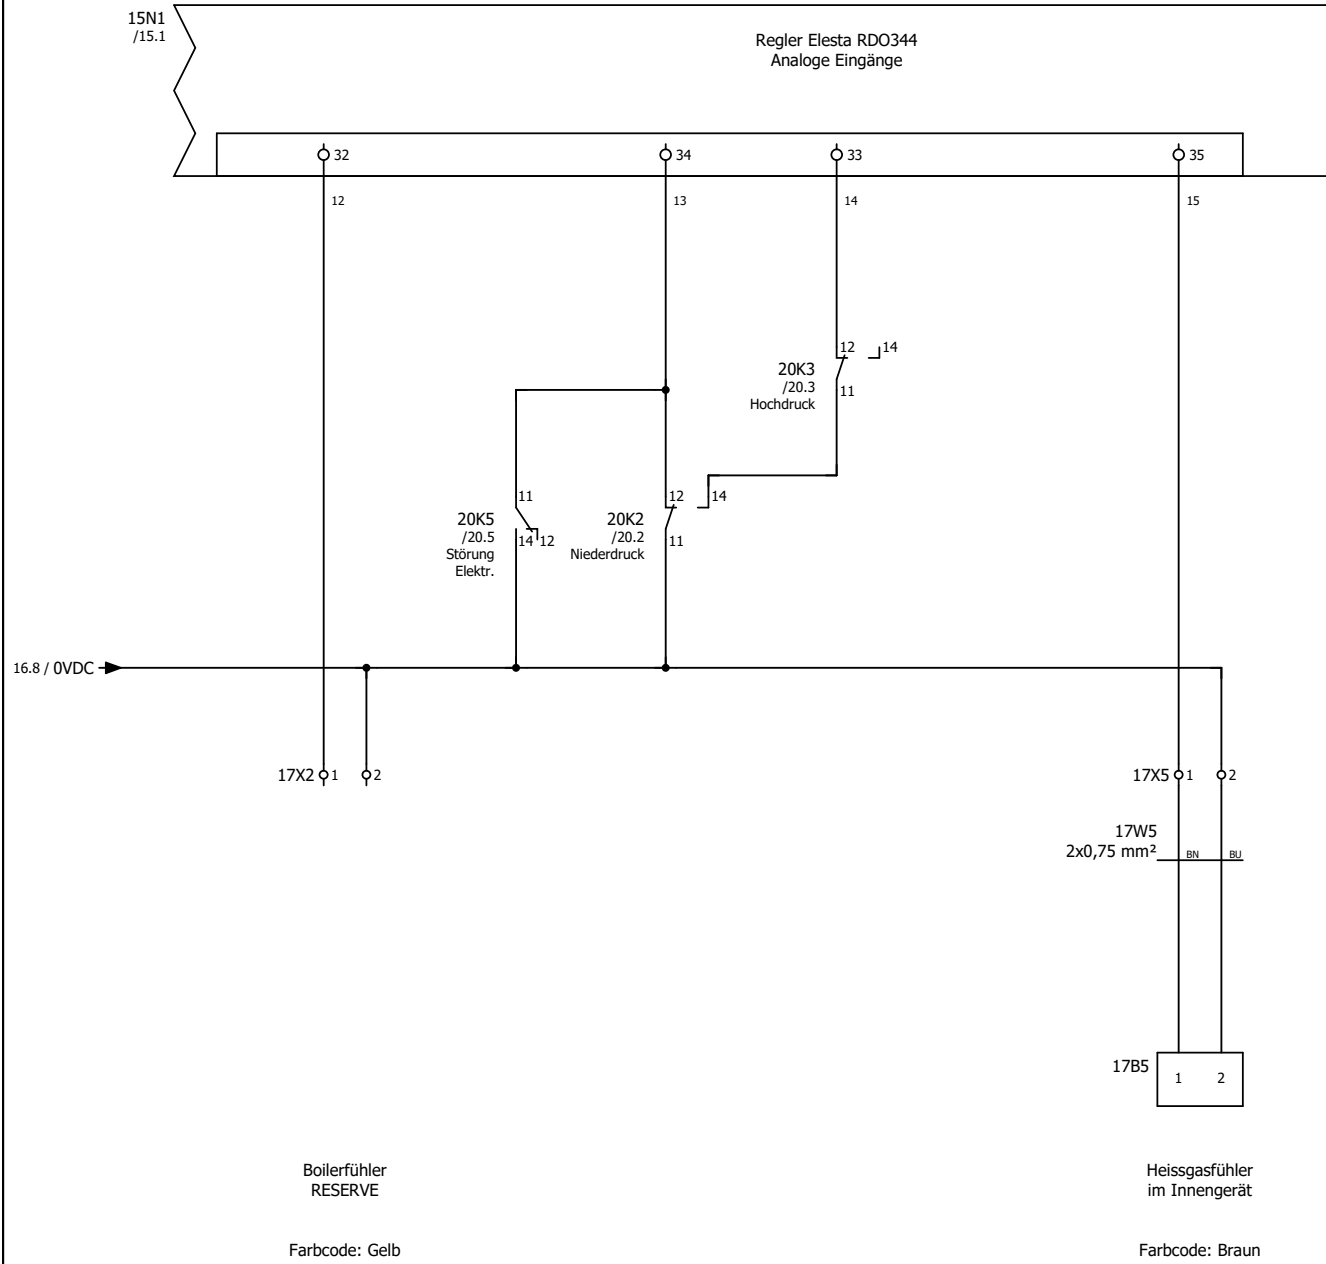 15N1
/15.1
Regler Elesta RDO344
Analoge Eingänge
32
34
33
35
12
13
14
15
12
14
20K3
/20.3
Hochdruck
11
11
12
14
20K5
/20.5
Störung
Elektr.
14
12
20K2
/20.2
Niederdruck
11
16.8 / 0VDC
17X2
1
2
17X5
1
2
17W5
2x0,75 mm²
BN
BU
17B5
1
2
Boilerfühler
RESERVE
Heissgasfühler
im Innengerät
Farbcode: Gelb
Farbcode: Braun